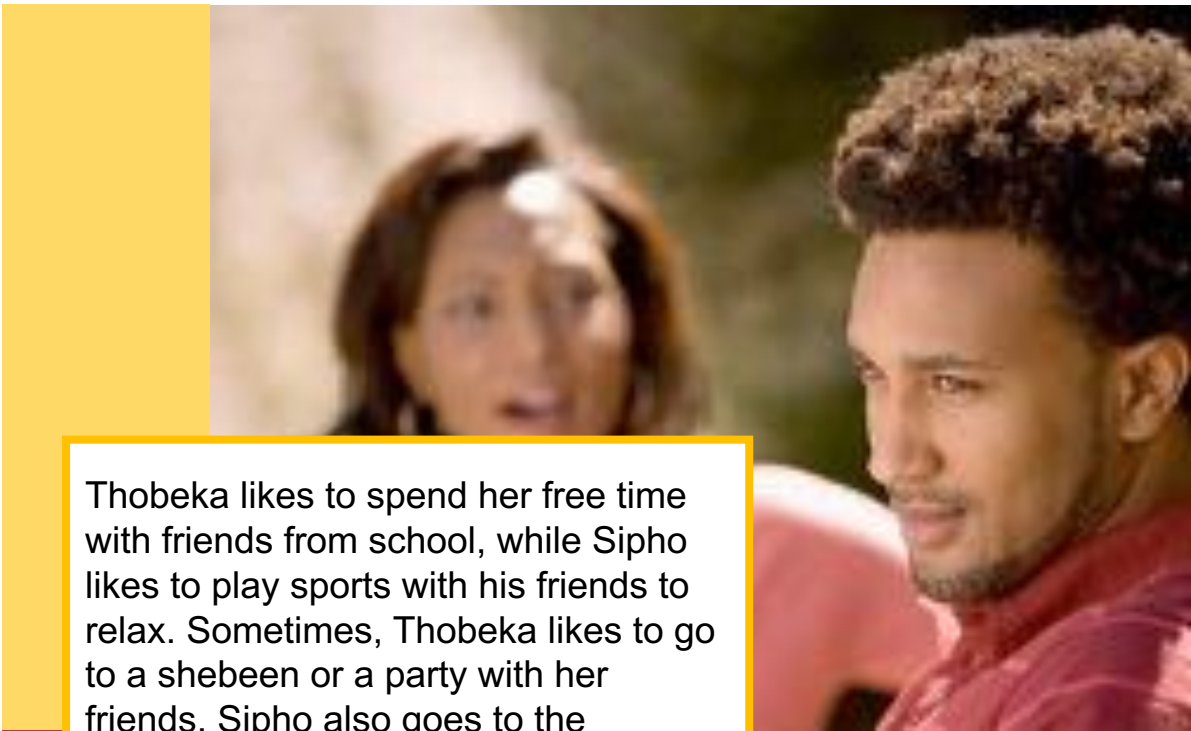 Thobeka likes to spend her free time
with friends from school, while Sipho
likes to play sports with his friends to
relax. Sometimes, Thobeka likes to go
to a shebeen or a party with her
friends. Sipho also goes to the